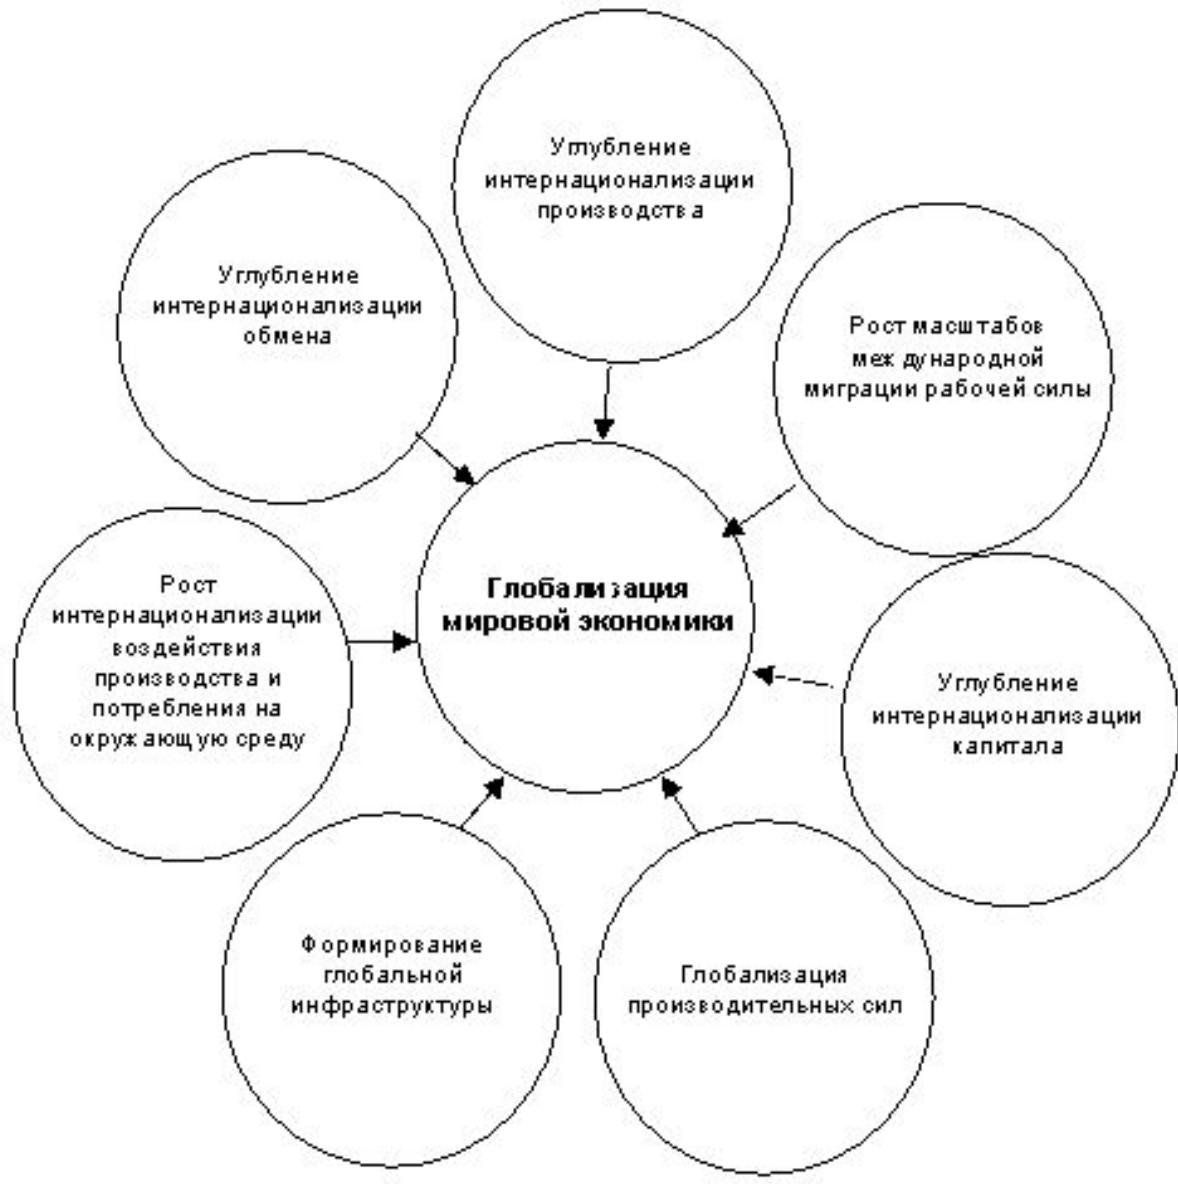 Углубление
интернационализации
производства
Углубление
интернационализации
обмена
Рост масштабов
международной
миграции рабочей силы
Глобализация
мировой экономики
Рост
интернационализации
воздействия
производства и
потребления на
окружающую среду
Углубление
интернационализации
капитала
Формирование
глобальной
инфраструктуры
Глобализация
производительных сил